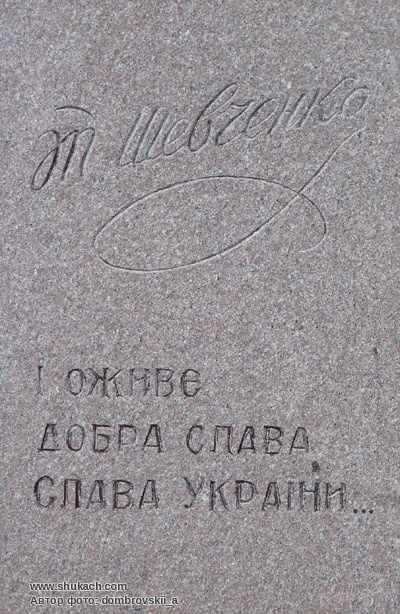 Т Шевченко
І ОЖИВЕ
ДОБРА СЛАВА,
СЛАВА УКРАЇНИ...
www.shukach.com
Автор фото: dombrovskii_a